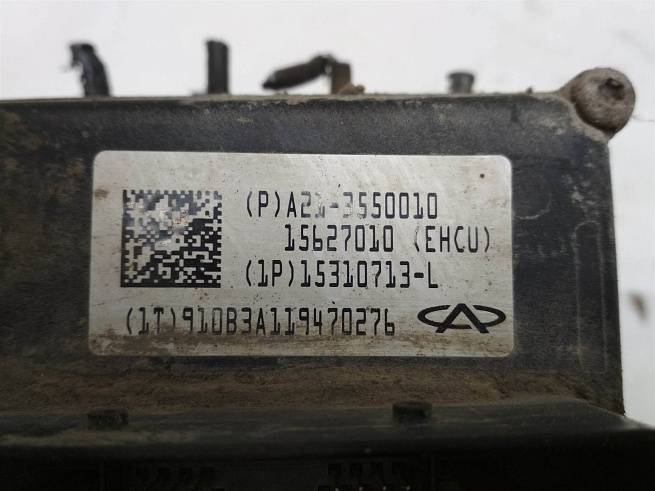 (P)A21-3550010
15627010 (EHCU)
(1P)15310713-L
(1T)910B3A119470276